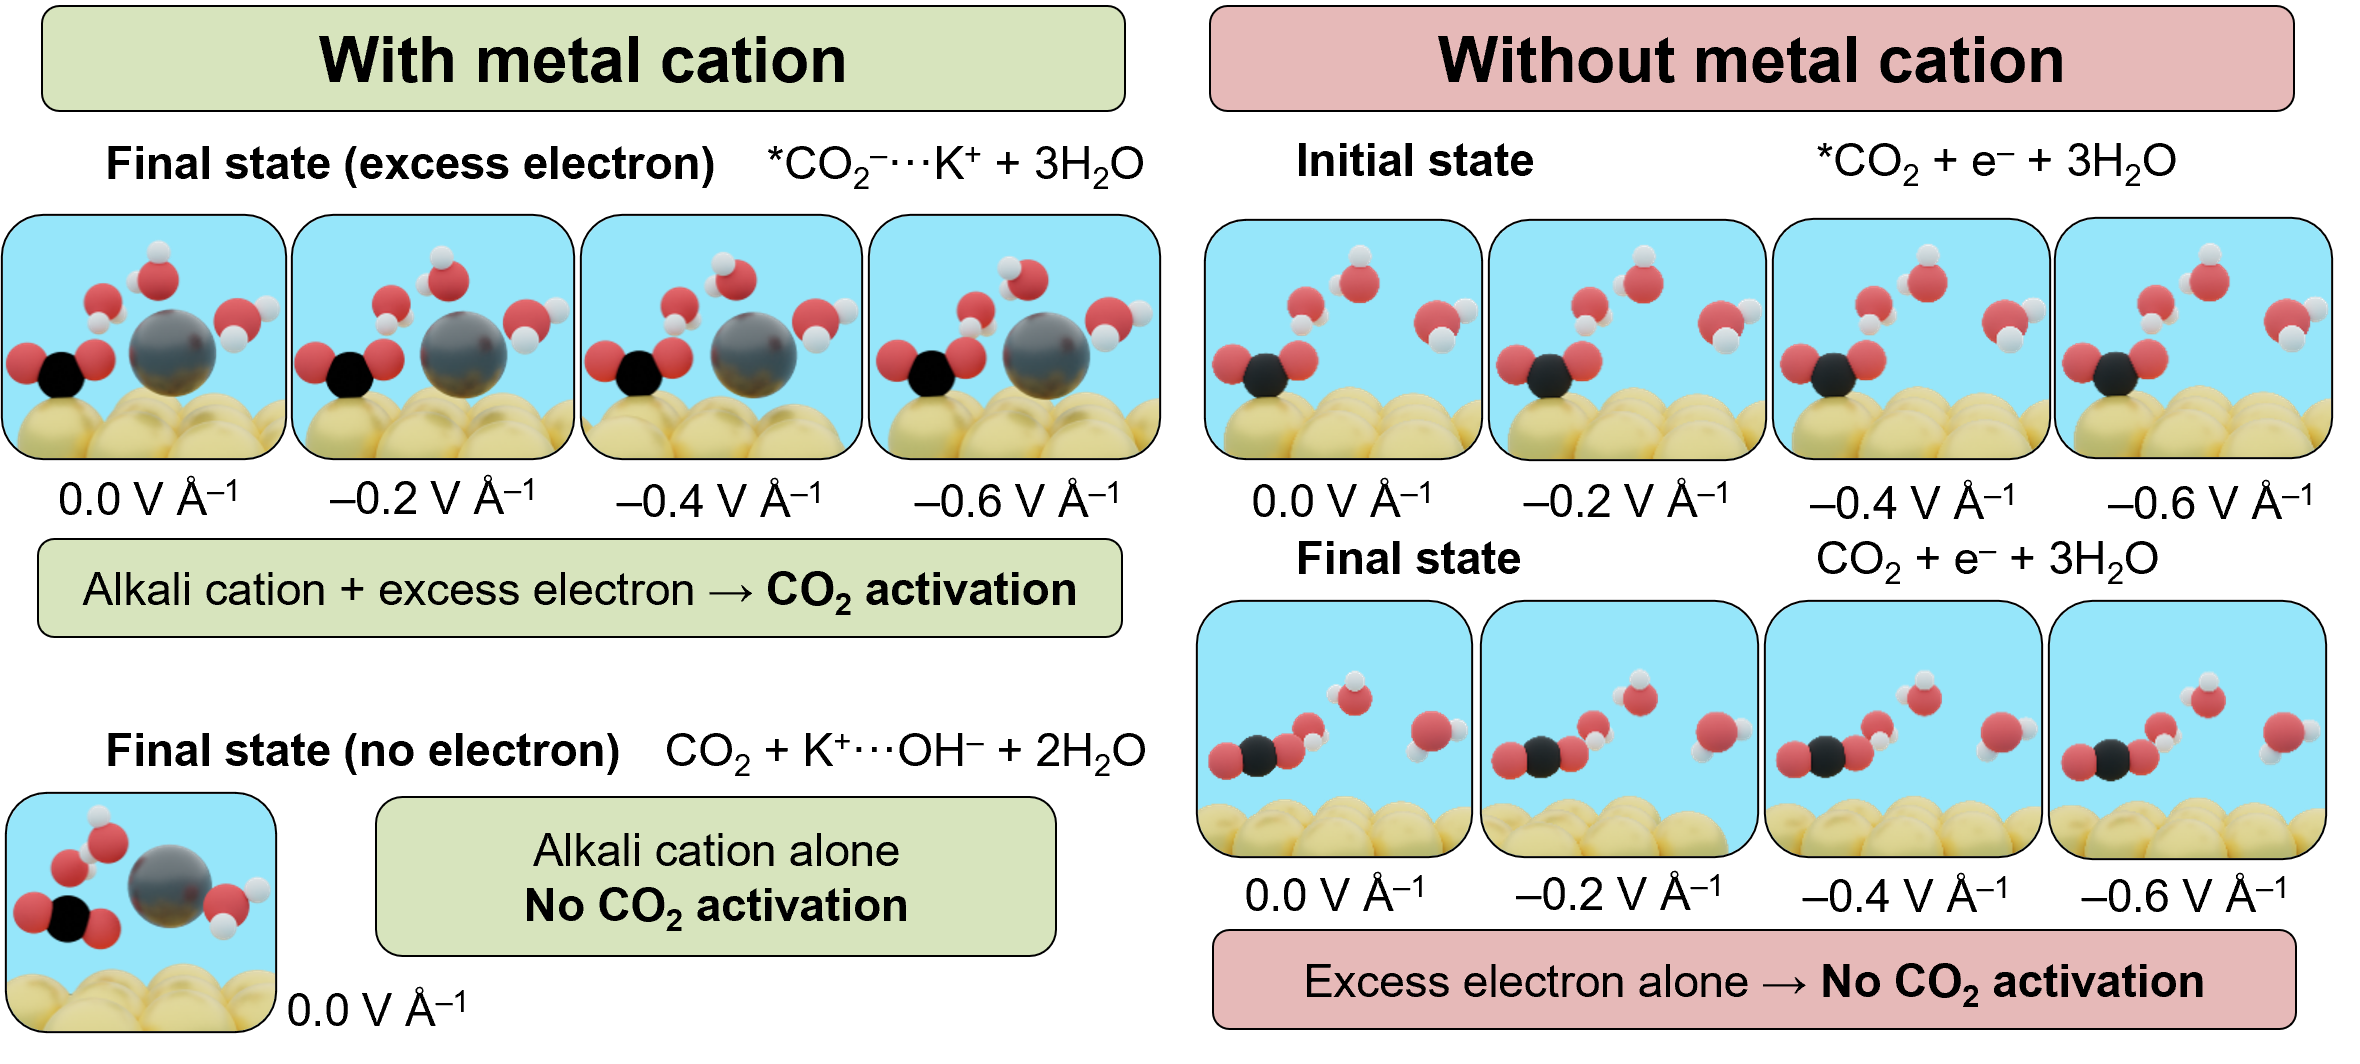 With metal cation
Final state (excess electron) *CO₂⁻···K⁺ + 3H₂O
0.0 V Å⁻¹ –0.2 V Å⁻¹ –0.4 V Å⁻¹ –0.6 V Å⁻¹
Alkali cation + excess electron → CO₂ activation
Final state (no electron) CO₂ + K⁺···OH⁻ + 2H₂O
Alkali cation alone
No CO₂ activation
0.0 V Å⁻¹
Without metal cation
Initial state *CO₂ + e⁻ + 3H₂O
0.0 V Å⁻¹ –0.2 V Å⁻¹ –0.4 V Å⁻¹ –0.6 V Å⁻¹
Final state CO₂ + e⁻ + 3H₂O
0.0 V Å⁻¹ –0.2 V Å⁻¹ –0.4 V Å⁻¹ –0.6 V Å⁻¹
Excess electron alone → No CO₂ activation